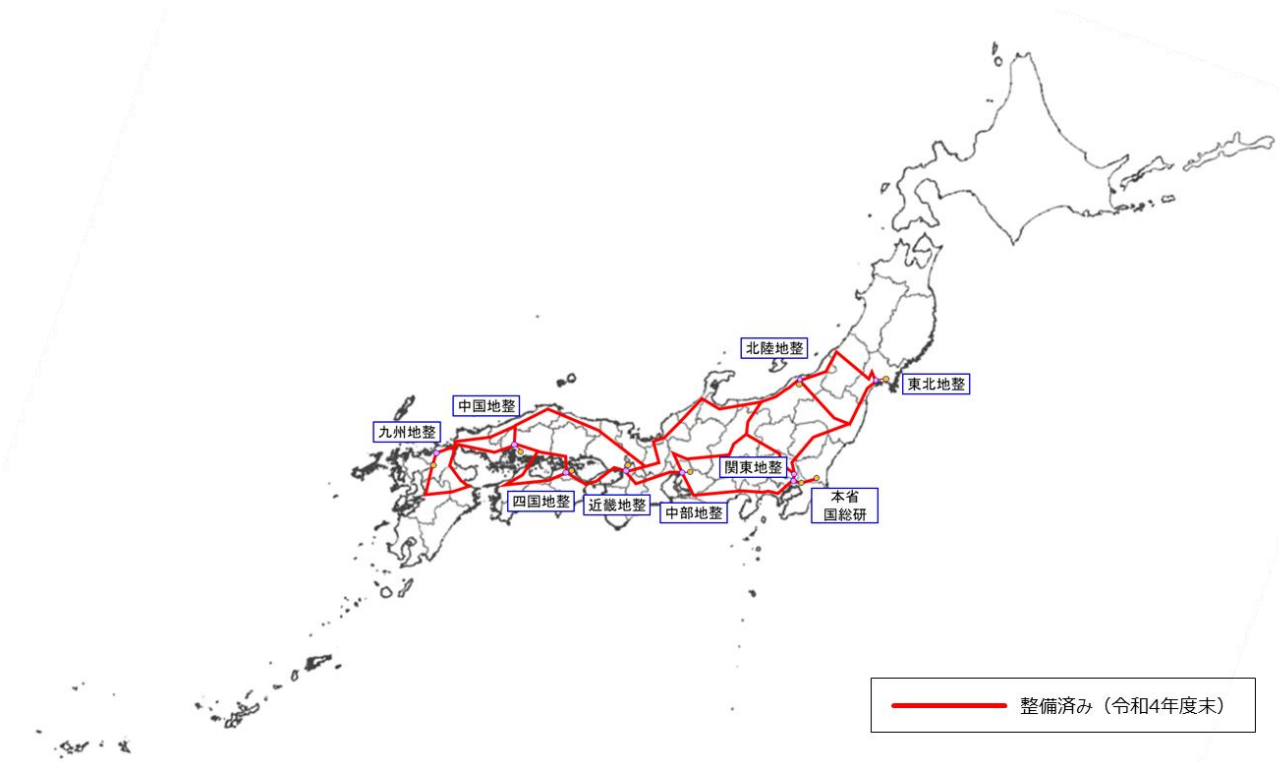 北陸地整
東北地整
中国地整
九州地整
関東地整
本省
国総研
四国地整
近畿地整
中部地整
整備済み（令和4年度末）